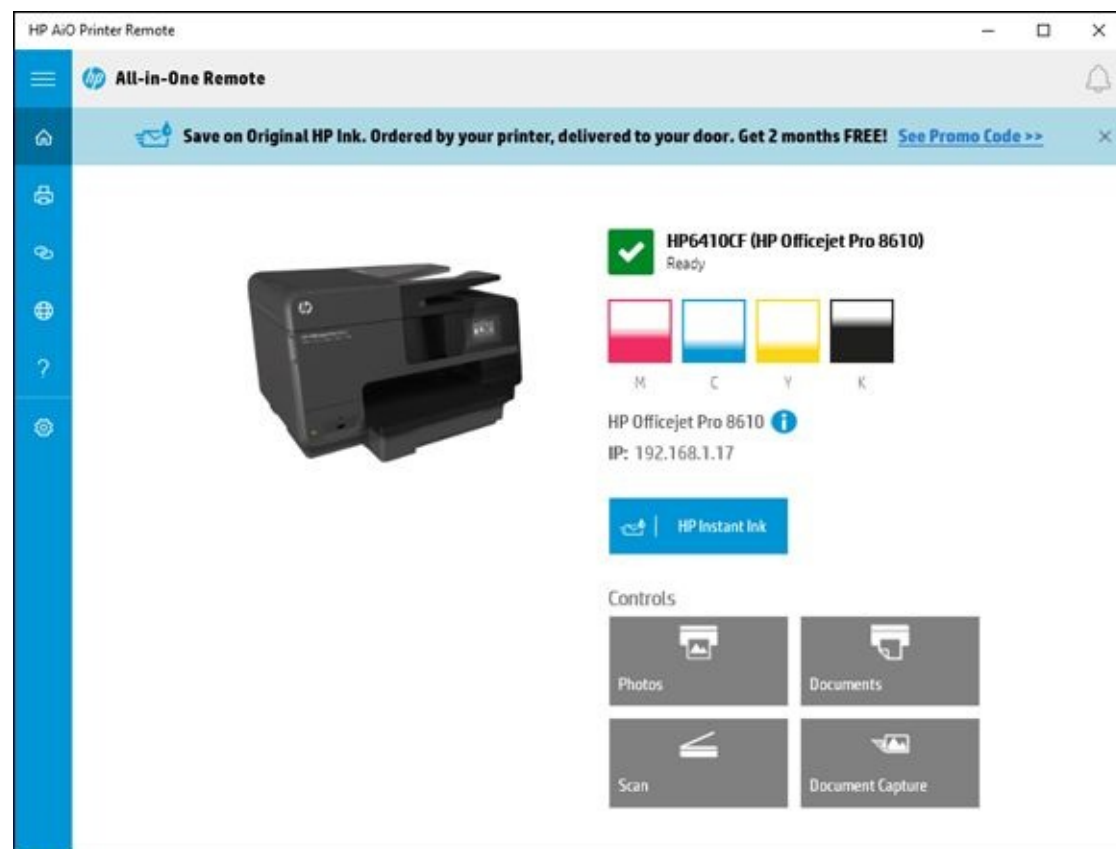 HP AiO Printer Remote
hp All-in-One Remote
Save on Original HP Ink. Ordered by your printer, delivered to your door. Get 2 months FREE! See Promo Code >>
HP6410CF (HP Officejet Pro 8610)
Ready
M C Y K
HP Officejet Pro 8610
IP: 192.168.1.17
HP Instant Ink
Controls
Photos Documents
Scan Document Capture